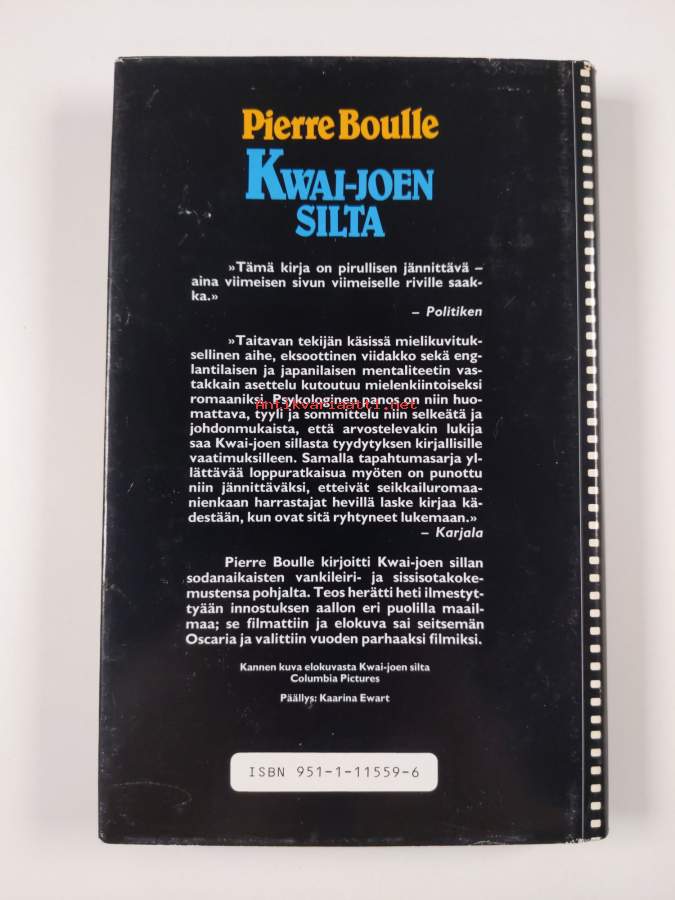 Pierre Boulle
KWAI-JOEN
SILTA
»Tämä kirja on pirullisen jännittävä –
aina viimeisen sivun viimeiselle riville saak-
ka.»
– Politiken
»Taitavan tekijän käsissä mielikuvituk-
sellinen aihe, eksoottinen viidakko sekä eng-
lantilaisen ja japanilaisen mentaliteetin vas-
takkain asettelu kutoutuu mielenkiintoiseksi
romaaniksi. Psykologinen panos on niin huo-
antikvariaatti.net
mattava, tyyli ja sommittelu niin selkeätä ja
johdonmukaista, että arvostelevakin lukija
saa Kwai-joen sillasta tyydytyksen kirjallisille
vaatimuksilleen. Samalla tapahtumasarja yl-
lättävää loppuratkaisua myöten on punottu
niin jännittäväksi, etteivät seikkailuromaa-
nienkaan harrastajat hevillä laske kirjaa kä-
destään, kun ovat sitä ryhtyneet lukemaan.»
– Karjala
Pierre Boulle kirjoitti Kwai-joen sillan
sodanaikaisten vankileiri- ja sissisotakoke-
mustensa pohjalta. Teos herätti heti ilmestyt-
tyään innostuksen aallon eri puolilla maail-
maa; se filmattiin ja elokuva sai seitsemän
Oscaria ja valittiin vuoden parhaaksi filmiksi.
Kannen kuva elokuvasta Kwai-joen silta
Columbia Pictures
Päällys: Kaarina Ewart
ISBN 951-1-11559-6